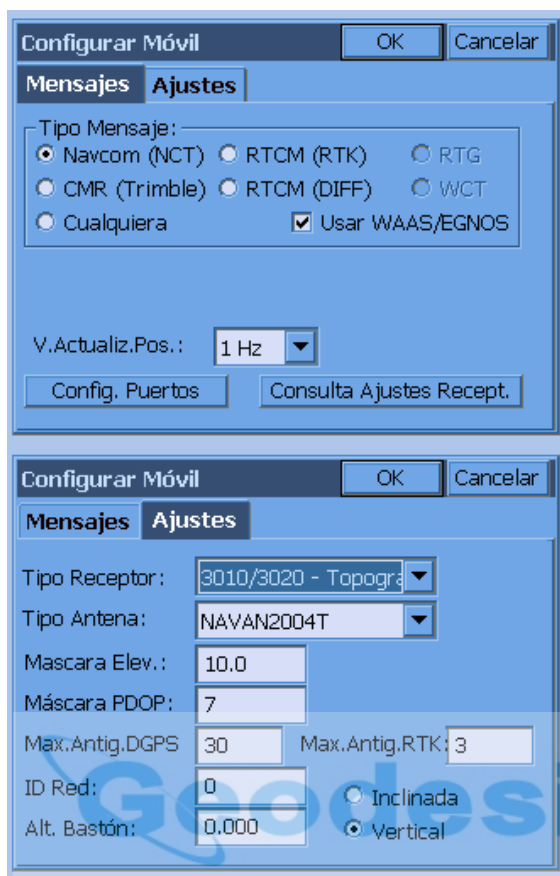 Configurar Móvil OK Cancelar
Mensajes Ajustes
Tipo Mensaje:
Navcom (NCT) RTCM (RTK) RTG
CMR (Trimble) RTCM (DIFF) WCT
Cualquiera Usar WAAS/EGNOS
V.Actualiz.Pos.: 1 Hz
Config. Puertos Consulta Ajustes Recept.
Configurar Móvil OK Cancelar
Mensajes Ajustes
Tipo Receptor: 3010/3020 - Topogra
Tipo Antena: NAVAN2004T
Mascara Elev.: 10.0
Máscara PDOP: 7
Max.Antig.DGPS 30 Max.Antig.RTK: 3
ID Red: 0 Inclinada
Geodesi
Alt. Bastón: 0.000 Vertical